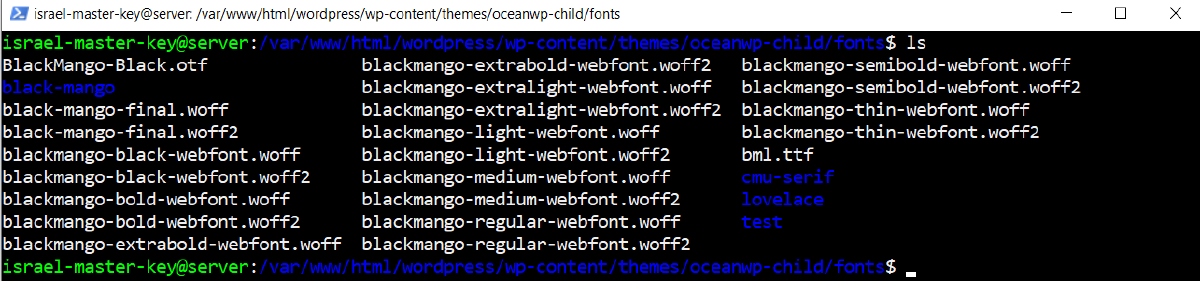 israel-master-key@server: /var/www/html/wordpress/wp-content/themes/oceanwp-child/fonts
israel-master-key@server:/var/www/html/wordpress/wp-content/themes/oceanwp-child/fonts$ ls
BlackMango-Black.otf blackmango-extrabold-webfont.woff2 blackmango-semibold-webfont.woff
black-mango blackmango-extralight-webfont.woff blackmango-semibold-webfont.woff2
black-mango-final.woff blackmango-extralight-webfont.woff2 blackmango-thin-webfont.woff
black-mango-final.woff2 blackmango-light-webfont.woff blackmango-thin-webfont.woff2
blackmango-black-webfont.woff blackmango-light-webfont.woff2 bml.ttf
blackmango-black-webfont.woff2 blackmango-medium-webfont.woff cmu-serif
blackmango-bold-webfont.woff blackmango-medium-webfont.woff2 lovelace
blackmango-bold-webfont.woff2 blackmango-regular-webfont.woff test
blackmango-extrabold-webfont.woff blackmango-regular-webfont.woff2
israel-master-key@server:/var/www/html/wordpress/wp-content/themes/oceanwp-child/fonts$